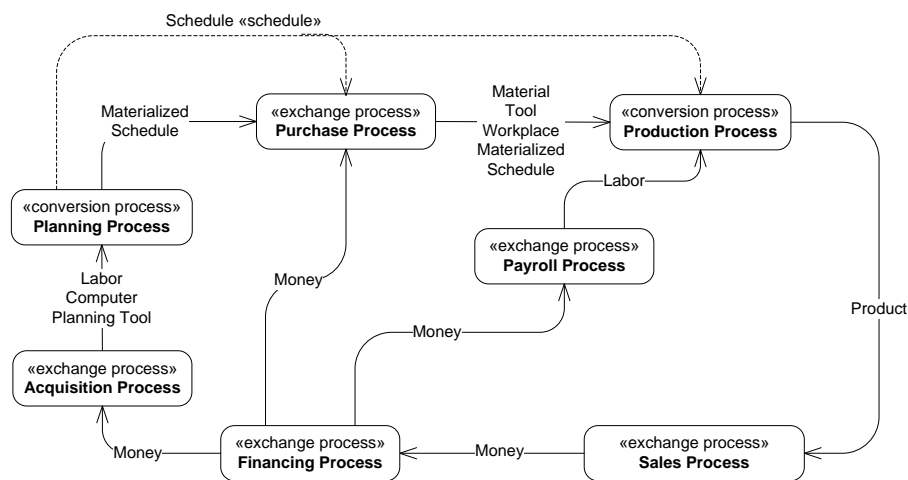 Schedule «schedule»
Materialized
Schedule
«exchange process»
Purchase Process
Material
Tool
Workplace
Materialized
Schedule
«conversion process»
Production Process
Labor
«conversion process»
Planning Process
«exchange process»
Payroll Process
Money
Labor
Computer
Planning Tool
Product
Money
«exchange process»
Acquisition Process
Money
«exchange process»
Financing Process
Money
«exchange process»
Sales Process